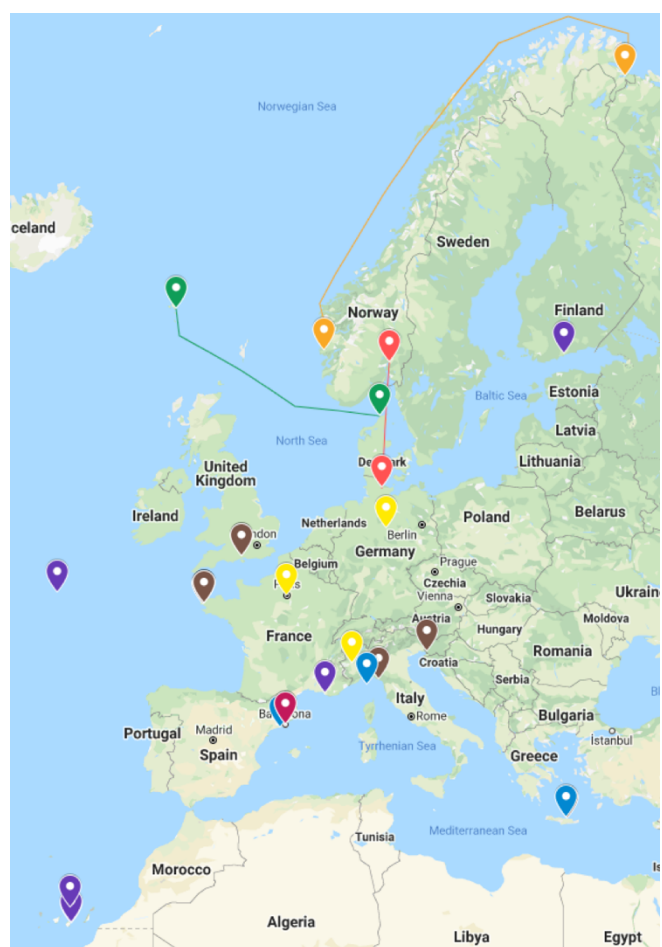 Norwegian Sea
celand
Sweden
Norway
Finland
Estonia
Baltic Sea
Latvia
North Sea
Denmark
Lithuania
United
Kingdom
Ireland
Belarus
Netherlands
Poland
Berlin
London
Germany
Belgium
Prague
Czechia
Ukraine
Paris
Vienna
Slovakia
Austria
Moldova
France
Hungary
Romania
Croatia
Serbia
Italy
Barcelona
Bulgaria
Portugal
Madrid
Rome
İstanbul
Spain
Tyrrhenian Sea
Greece
Mediterranean Sea
Tunisia
Morocco
Is
Algeria
Libya
Egypt